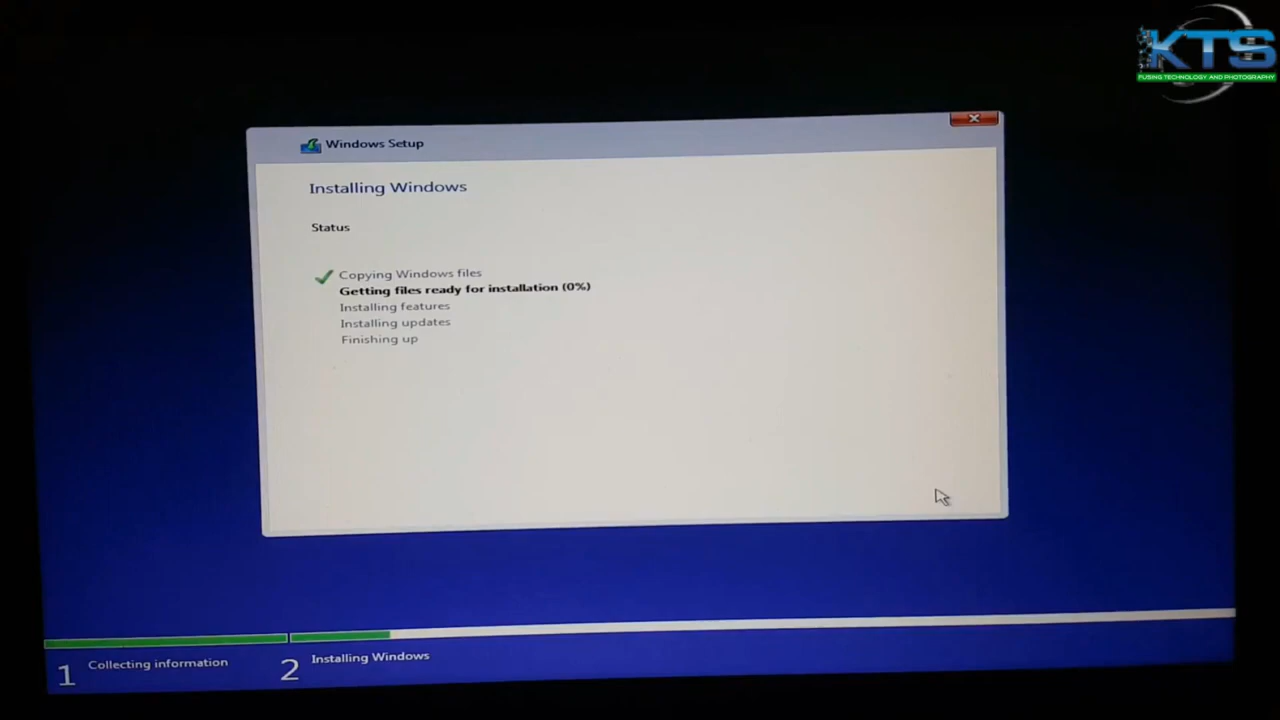 KTS
FUSING TECHNOLOGY AND PHOTOGRAPHY
Windows Setup
Installing Windows
Status
Copying Windows files
Getting files ready for installation (0%)
Installing features
Installing updates
Finishing up
1 Collecting information
2 Installing Windows